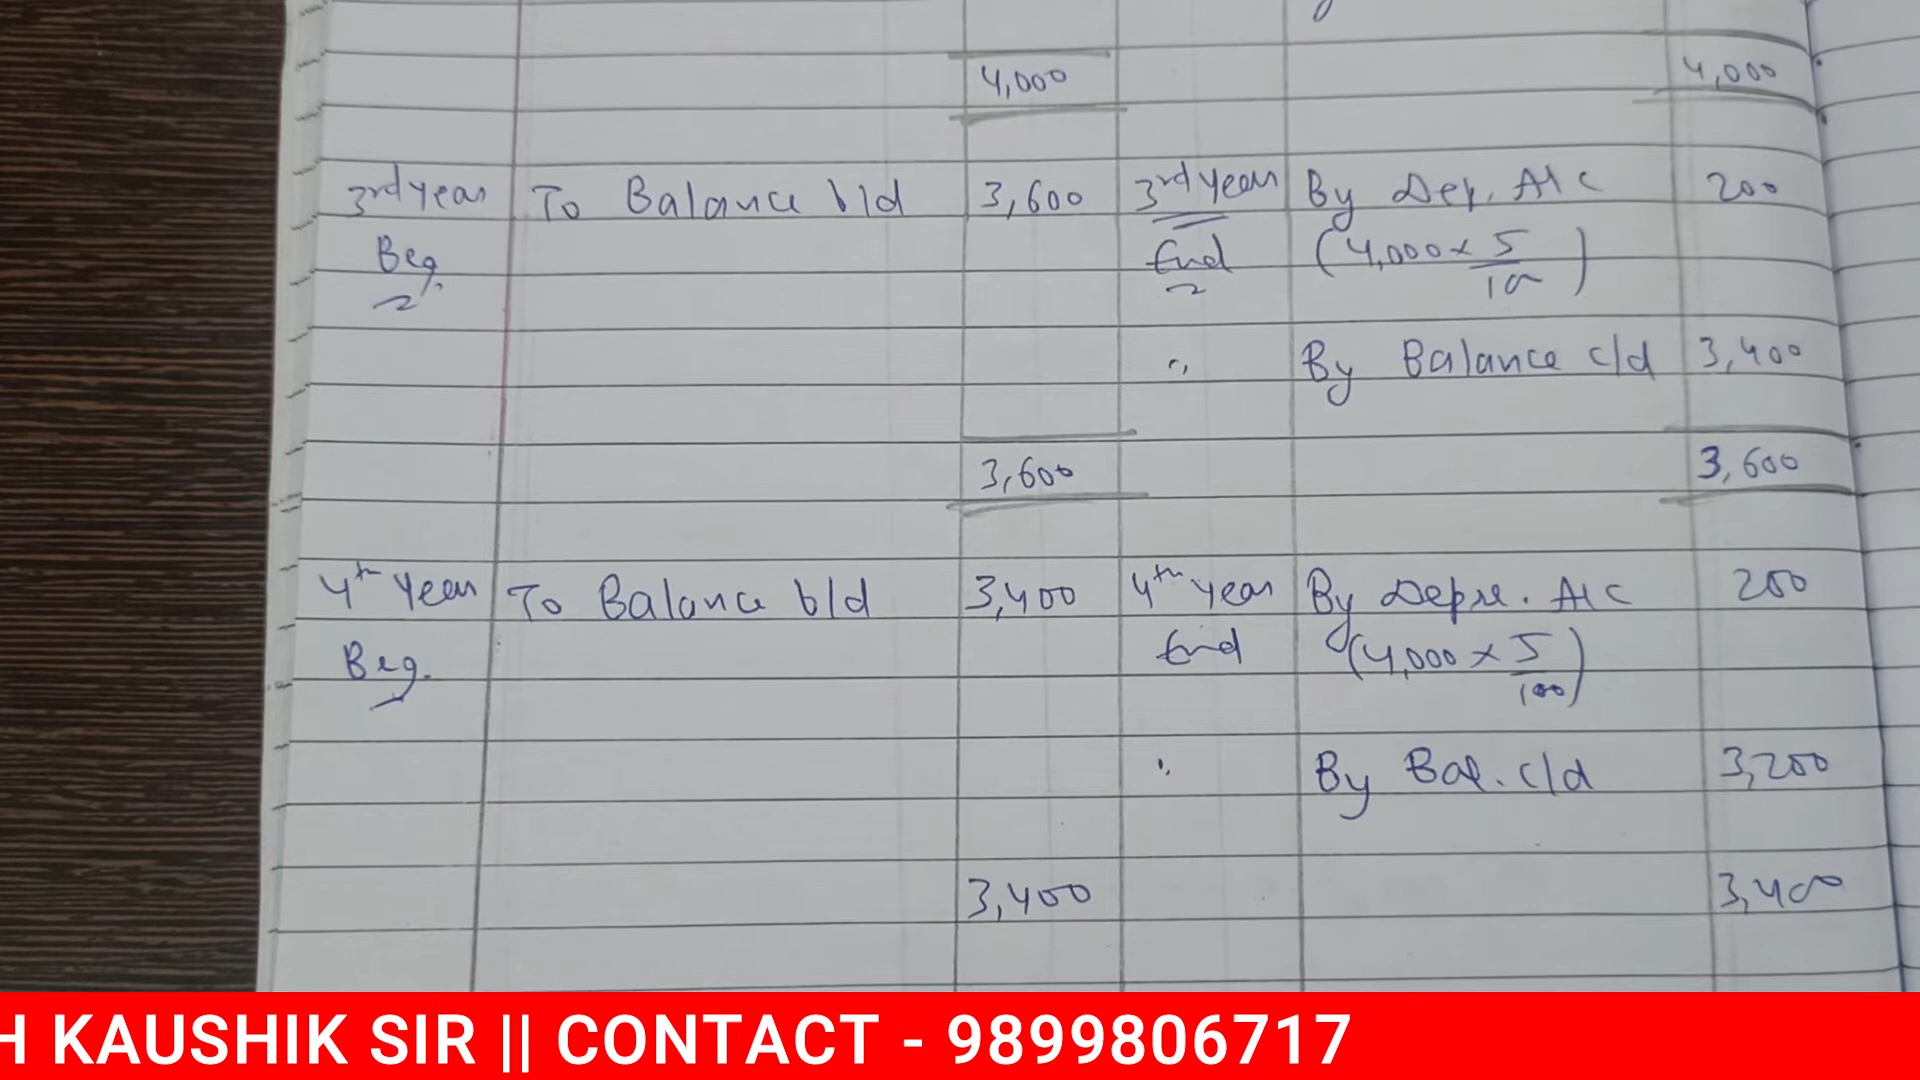 4,000 4,000
3rd Year To Balance b/d 3,600 3rd Year By Dep. A/c 200
Beg. End (4,000 × 5/100)
,, By Balance c/d 3,400
3,600 3,600
4th Year To Balance b/d 3,400 4th Year By Depre. A/c 200
Beg. End (4,000 × 5/100)
,, By Bal. c/d 3,200
3,400 3,400
H KAUSHIK SIR || CONTACT - 9899806717